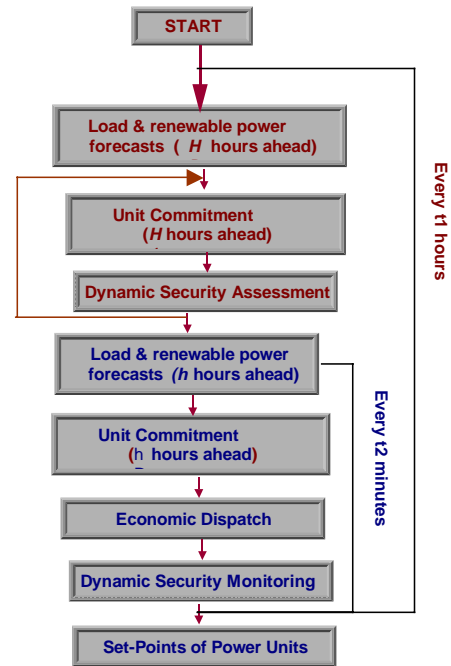 START
Load & renewable power
forecasts ( H hours ahead)
Unit Commitment
(H hours ahead)
Dynamic Security Assessment
Load & renewable power
forecasts (h hours ahead)
Unit Commitment
(h hours ahead)
Economic Dispatch
Dynamic Security Monitoring
Set-Points of Power Units
Every t1 hours
Every t2 minutes